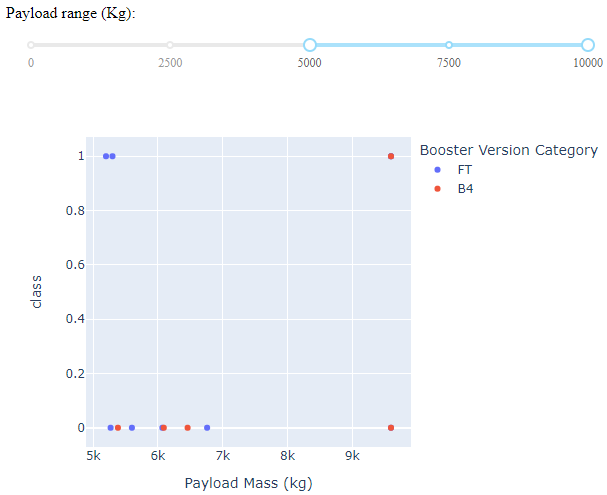 Payload range (Kg):
0 2500 5000 7500 10000
Booster Version Category
FT
B4
1
0.8
0.6
0.4
0.2
0
class
5k 6k 7k 8k 9k
Payload Mass (kg)